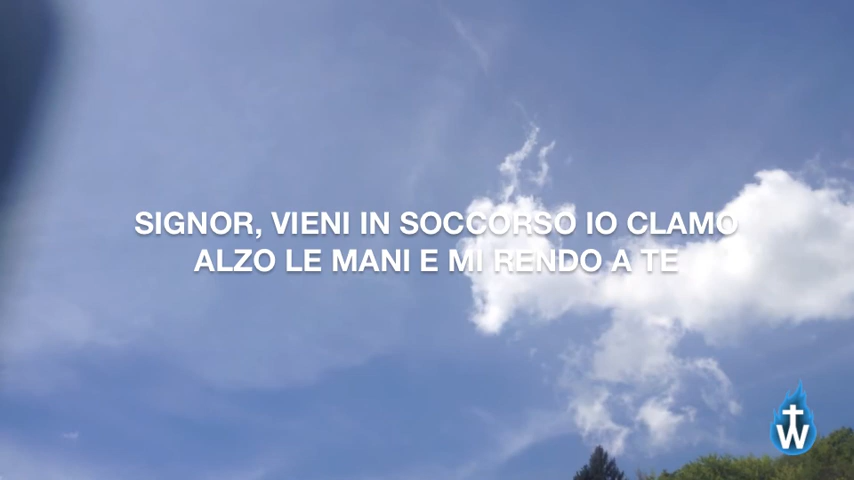 SIGNOR, VIENI IN SOCCORSO IO CLAMO
ALZO LE MANI E MI RENDO A TE
W